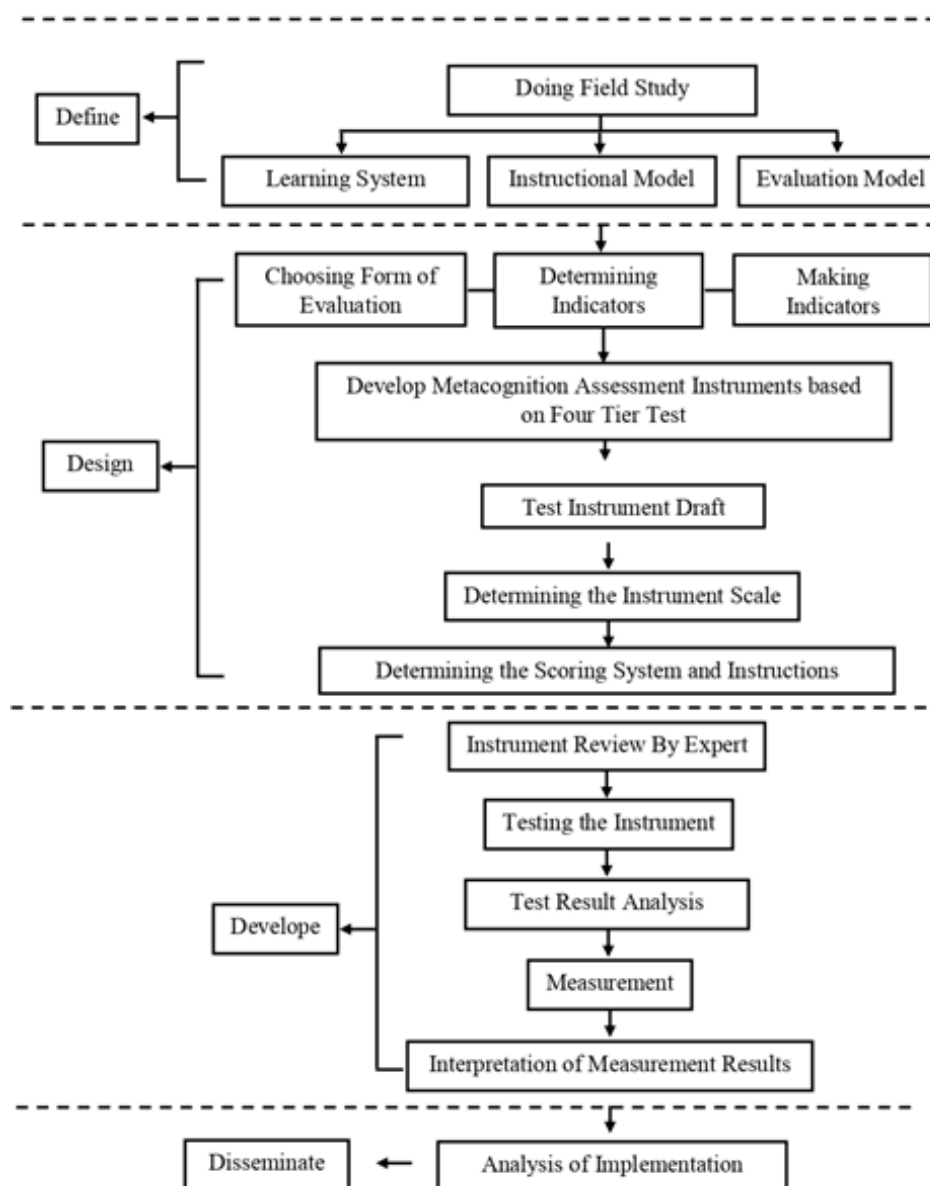 Doing Field Study
Define
Learning System
Instructional Model
Evaluation Model
Choosing Form of
Evaluation
Determining
Indicators
Making
Indicators
Develop Metacognition Assessment Instruments based
on Four Tier Test
Design
Test Instrument Draft
Determining the Instrument Scale
Determining the Scoring System and Instructions
Instrument Review By Expert
Testing the Instrument
Test Result Analysis
Develope
Measurement
Interpretation of Measurement Results
Disseminate
Analysis of Implementation